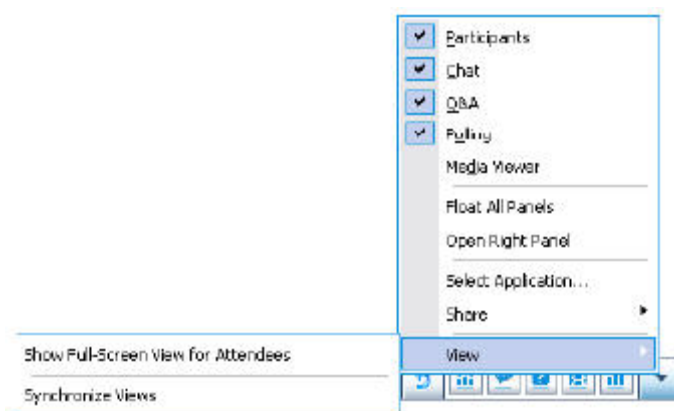 Participants
Chat
Q&A
Polling
Media Viewer
Float All Panels
Open Right Panel
Select Application...
Share
View
Show Full-Screen View for Attendees
Synchronize Views